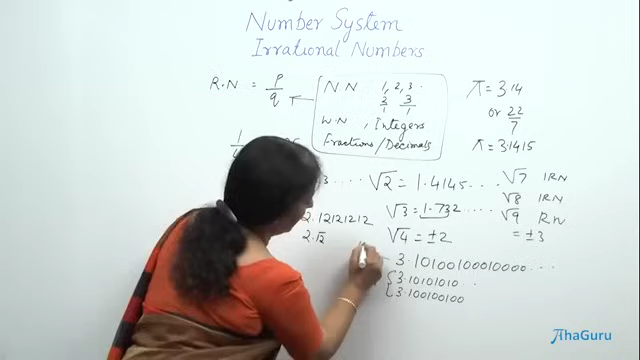 Number System
Irrational Numbers
R.N = p/q
N N 1, 2, 3 .
2/1 3/1
W.N , Integers
Fractions/Decimals
π = 3.14
or 22/7
π = 3.1415
3 ....
√2 = 1.4145...
√3 = 1.732....
√4 = ±2
√7 IRN
√8 IRN
√9 RN
= ±3
2.12121212
2.12
3.10100100010000...
3.10101010...
3.100100100
πthaGuru